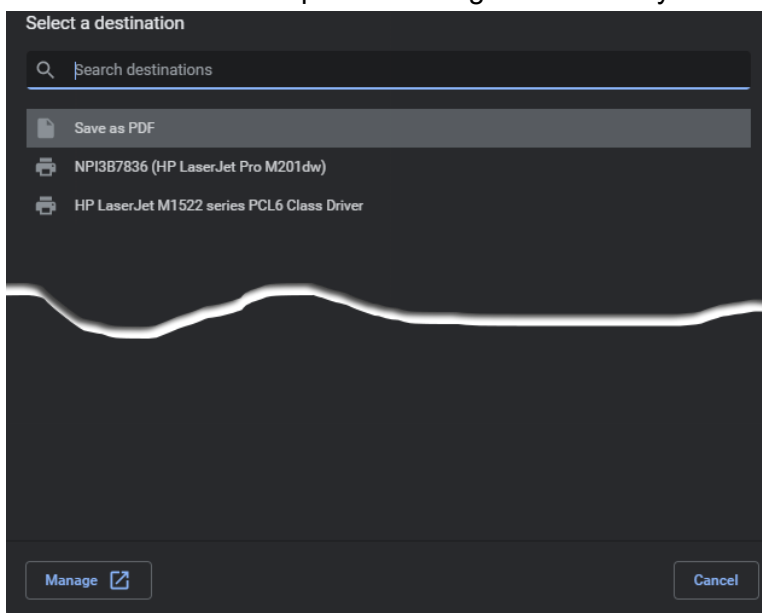 Select a destination
Search destinations
Save as PDF
NPI3B7836 (HP LaserJet Pro M201dw)
HP LaserJet M1522 series PCL6 Class Driver
Manage
Cancel